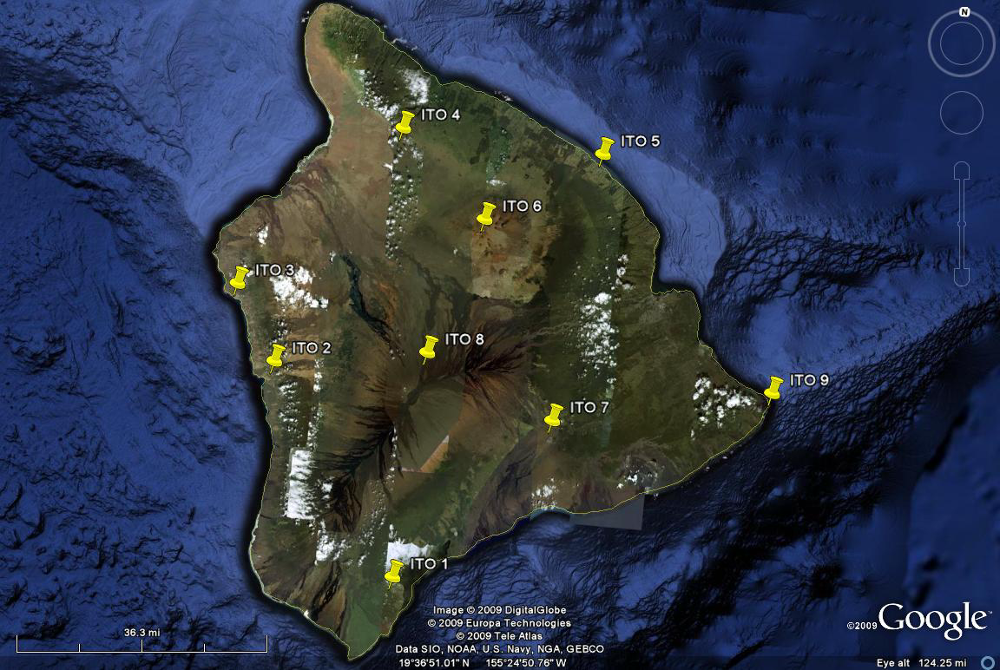 N
ITO 4
ITO 5
ITO 6
ITO 3
ITO 8
ITO 2
ITO 9
ITO 7
ITO 1
Image © 2009 DigitalGlobe
© 2009 Europa Technologies
© 2009 Tele Atlas
Data SIO, NOAA, U.S. Navy, NGA, GEBCO
19°36'51.01" N 155°24'50.76" W
36.3 mi
©2009 Google™
Eye alt 124.25 mi